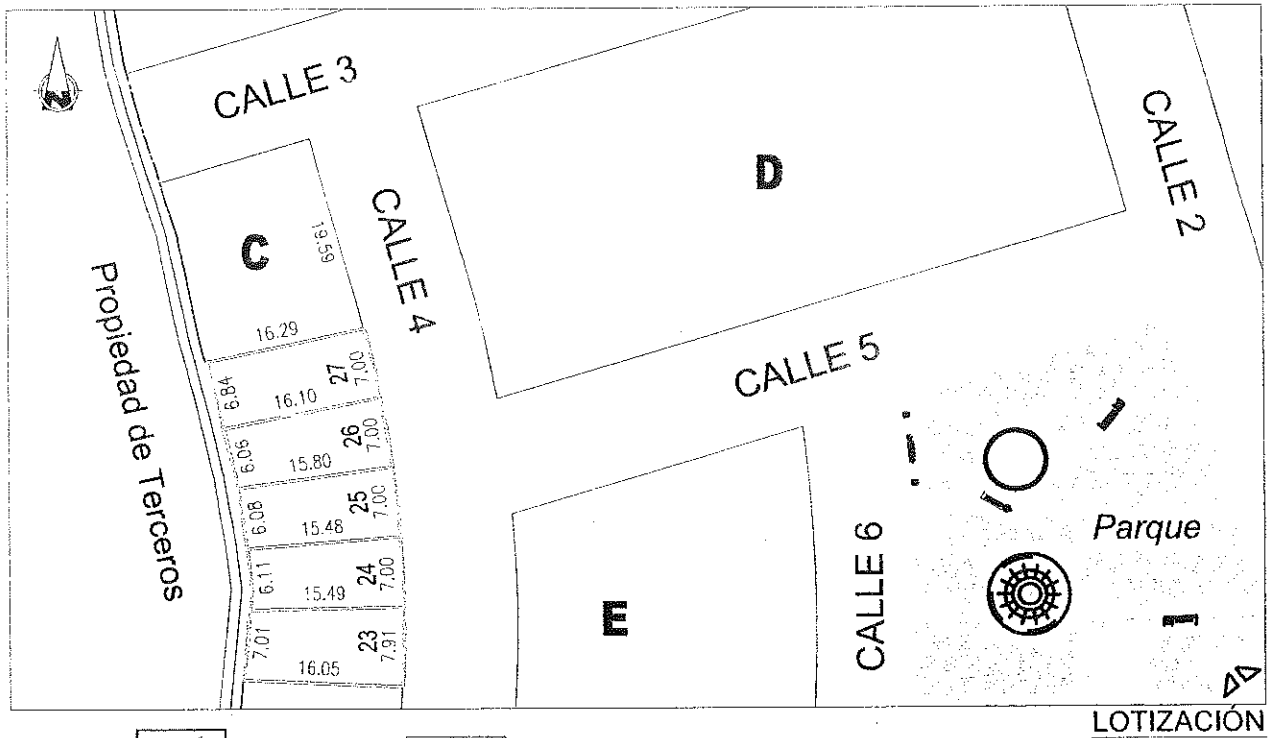 N
CALLE 3
CALLE 4
CALLE 2
D
C
19.59
16.29
Propiedad de Terceros
6.84
16.10
27
7.00
6.06
15.80
26
7.00
6.08
15.48
25
7.00
6.11
15.49
24
7.00
7.01
16.05
23
7.91
CALLE 5
E
CALLE 6
Parque
LOTIZACIÓN